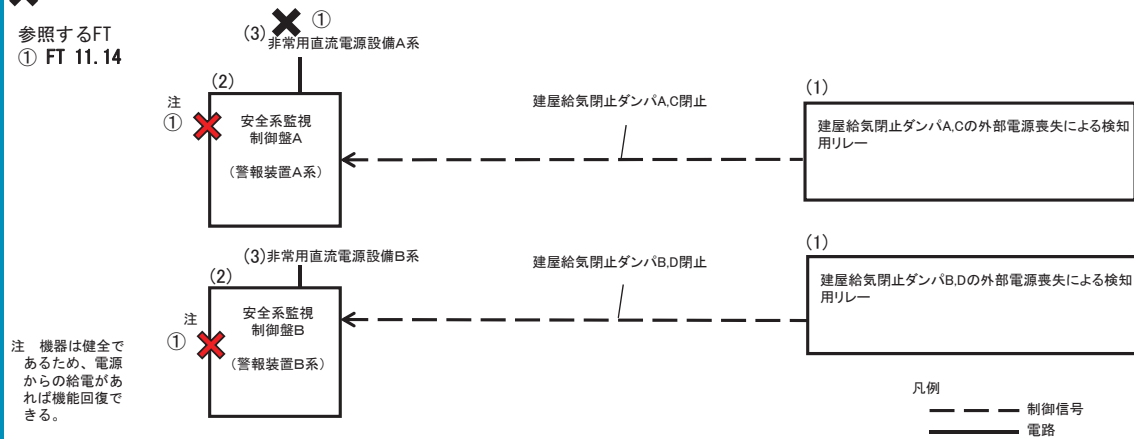 参照するFT
① FT 11.14
①
(3)
非常用直流電源設備A系
(2)
注
①
安全系監視
制御盤A
(警報装置A系)
建屋給気閉止ダンパA,C閉止
(1)
建屋給気閉止ダンパA,Cの外部電源喪失による検知
用リレー
(3)非常用直流電源設備B系
(2)
注
①
安全系監視
制御盤B
(警報装置B系)
建屋給気閉止ダンパB,D閉止
(1)
建屋給気閉止ダンパB,Dの外部電源喪失による検知
用リレー
注 機器は健全で
あるため、電源
からの給電があ
れば機能回復で
きる。
凡例
制御信号
電路